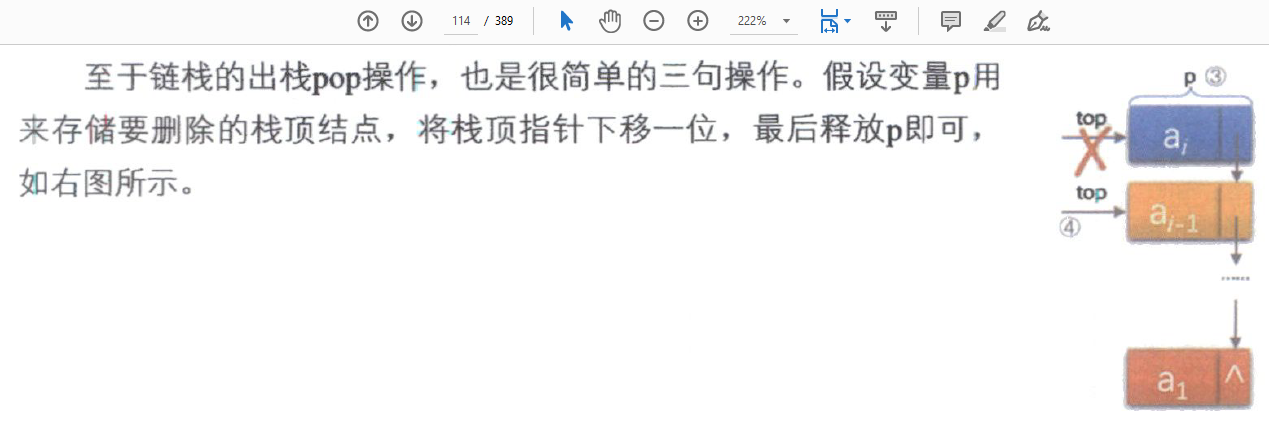 114 / 389
222%
至于链栈的出栈pop操作，也是很简单的三句操作。假设变量p用
来存储要删除的栈顶结点，将栈顶指针下移一位，最后释放p即可，
如右图所示。
p ③
top
ai
top
④
ai-1
……
a1 ^